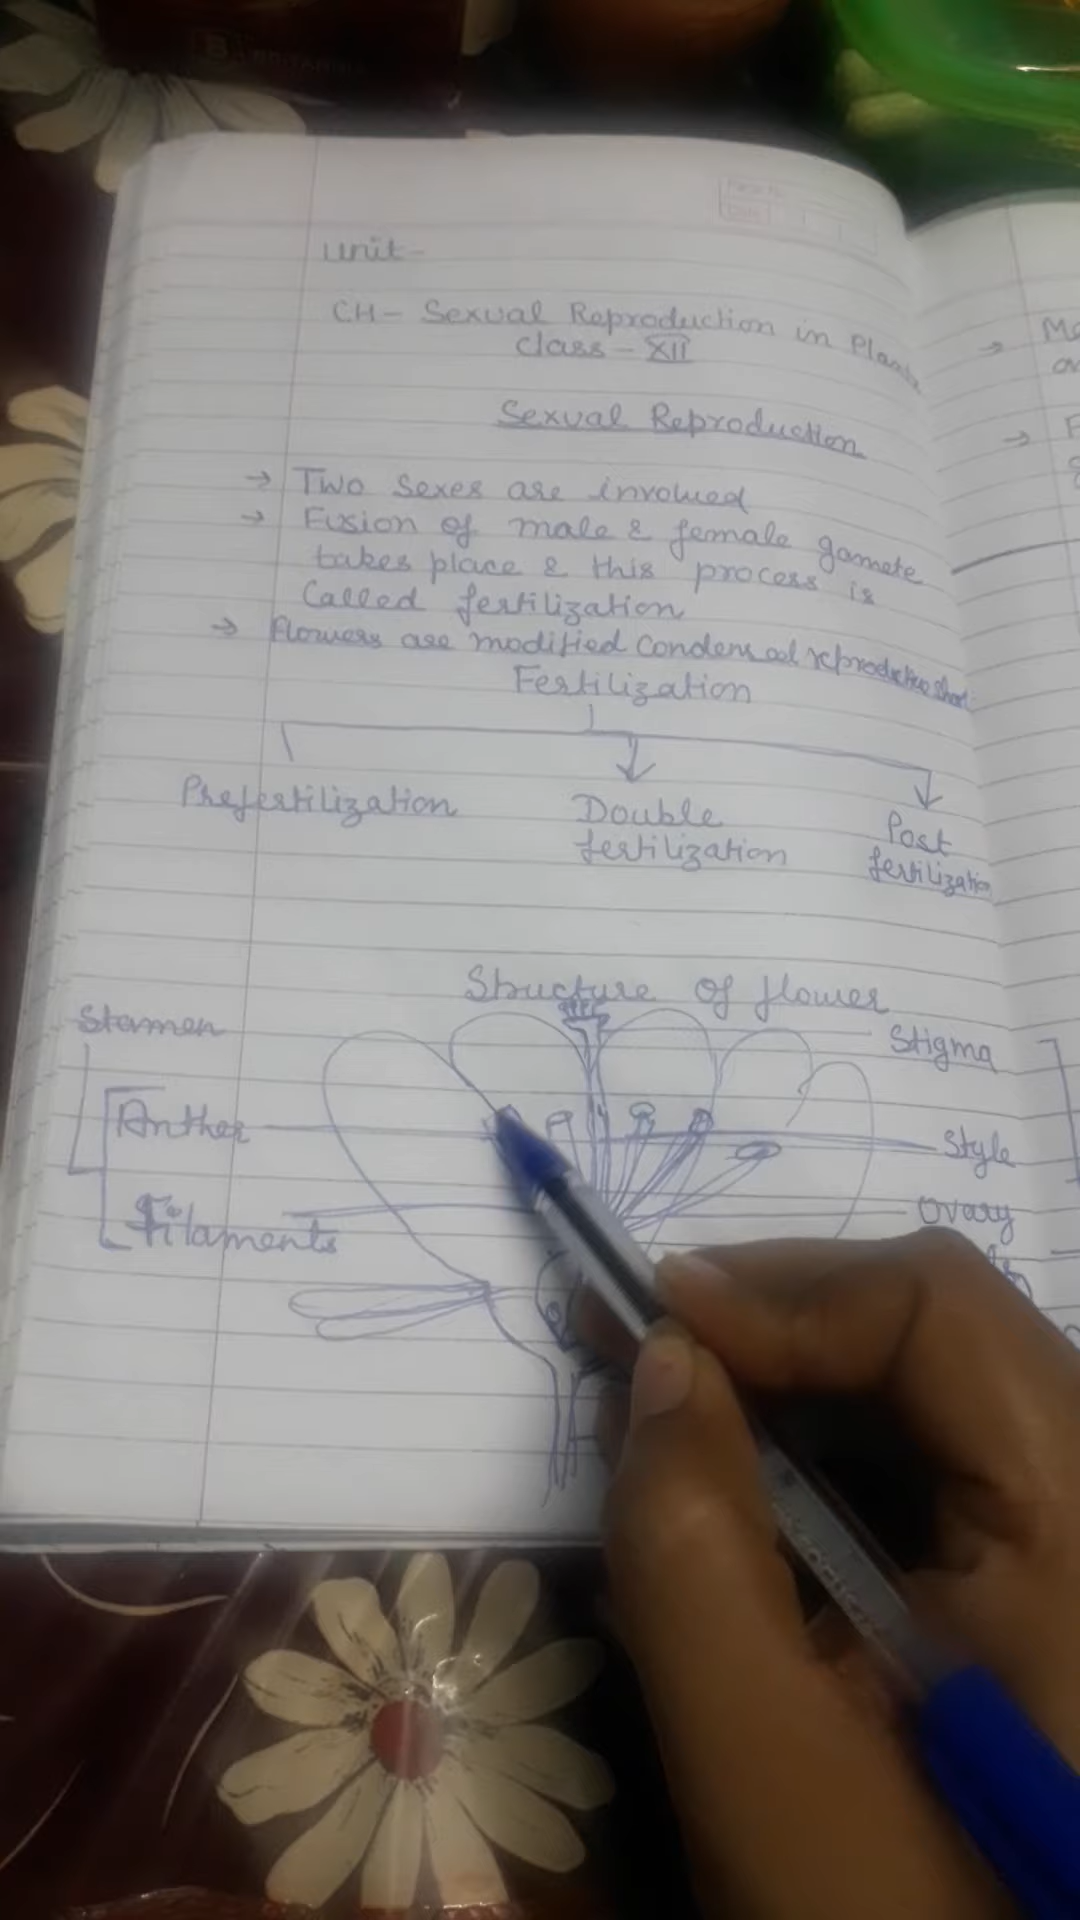 unit-
CH- Sexual Reproduction in Plants
class - XII
Sexual Reproduction
→ Two sexes are involved
→ Fusion of male & female gamete
takes place & this process is
Called fertilization
→ flowers are modified Condensed reproductive shoot
Fertilization
Prefertilization
Double
fertilization
Post
fertilization
Structure of flower
Stamen
Stigma
Anther
Style
Filaments
Ovary